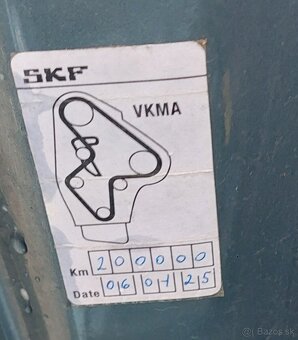 SKF
VKMA
Km 200000
Date 06 01 25
© Bazos.sk